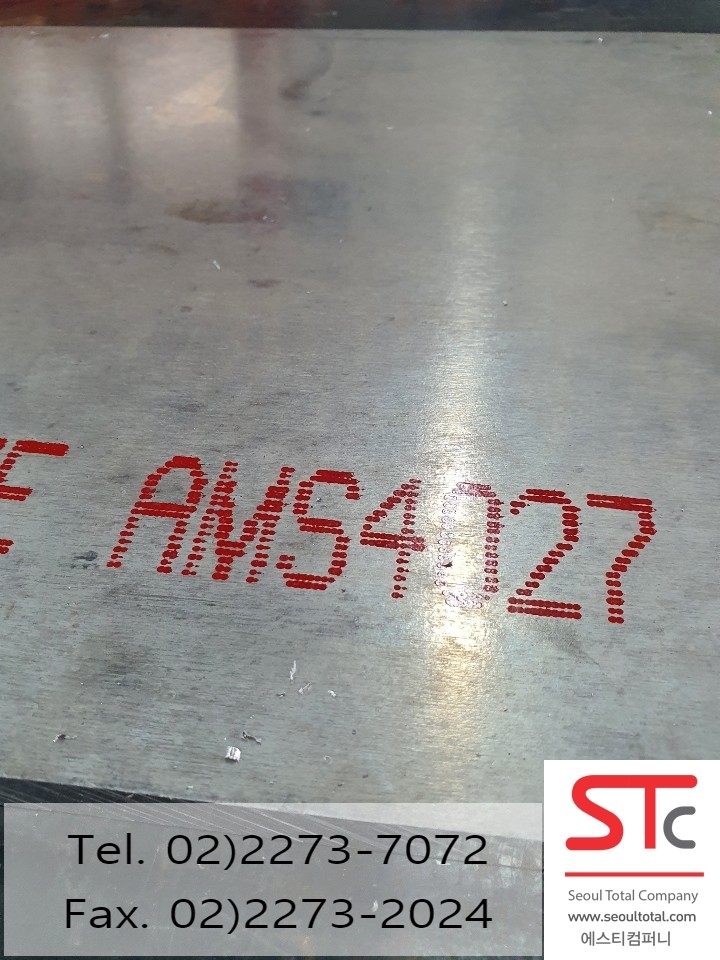 AMS4027
Tel. 02)2273-7072
Fax. 02)2273-2024
STC
Seoul Total Company
www.seoultotal.com
에스티컴퍼니